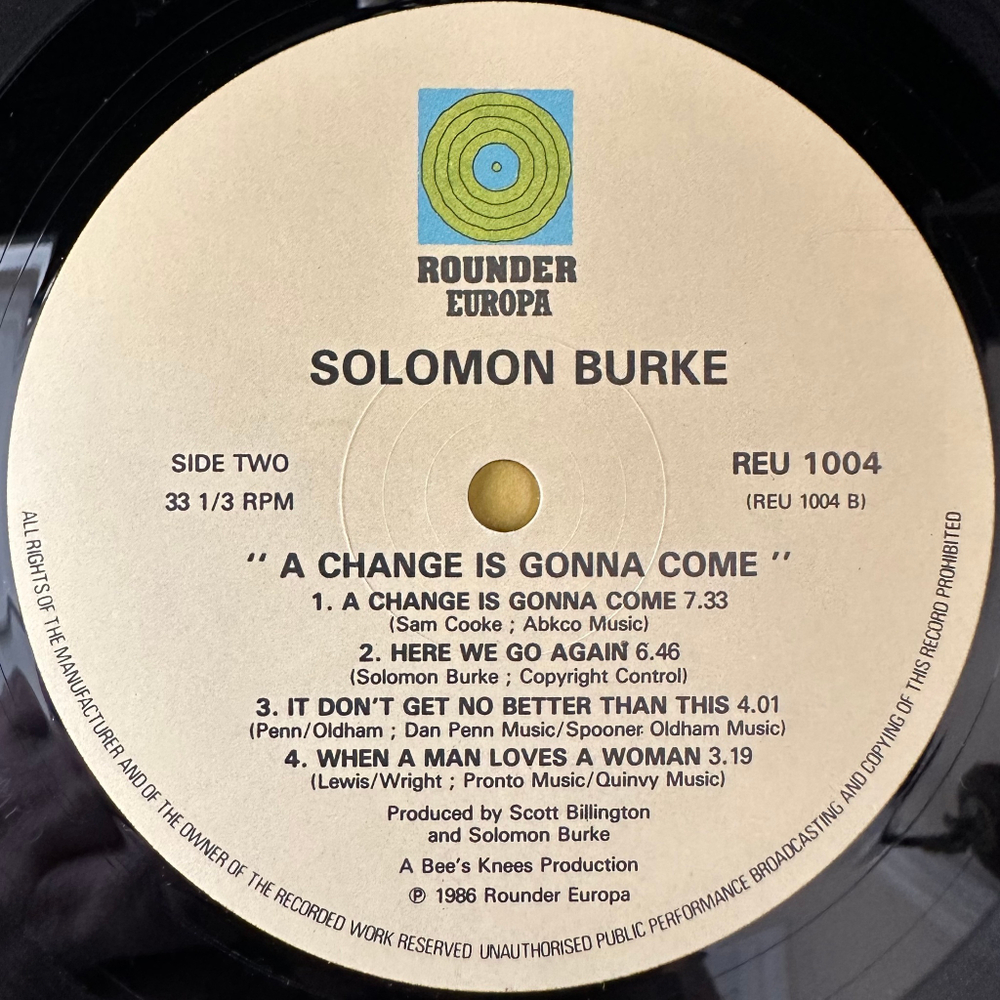 ROUNDER
EUROPA
SOLOMON BURKE
SIDE TWO
33 1/3 RPM
REU 1004
(REU 1004 B)
" A CHANGE IS GONNA COME "
1. A CHANGE IS GONNA COME 7.33
(Sam Cooke ; Abkco Music)
2. HERE WE GO AGAIN 6.46
(Solomon Burke ; Copyright Control)
3. IT DON'T GET NO BETTER THAN THIS 4.01
(Penn/Oldham ; Dan Penn Music/Spooner Oldham Music)
4. WHEN A MAN LOVES A WOMAN 3.19
(Lewis/Wright ; Pronto Music/Quinvy Music)
Produced by Scott Billington
and Solomon Burke
A Bee's Knees Production
℗ 1986 Rounder Europa
ALL RIGHTS OF THE MANUFACTURER AND OF THE OWNER OF THE RECORDED WORK RESERVED UNAUTHORISED PUBLIC PERFORMANCE BROADCASTING AND COPYING OF THIS RECORD PROHIBITED